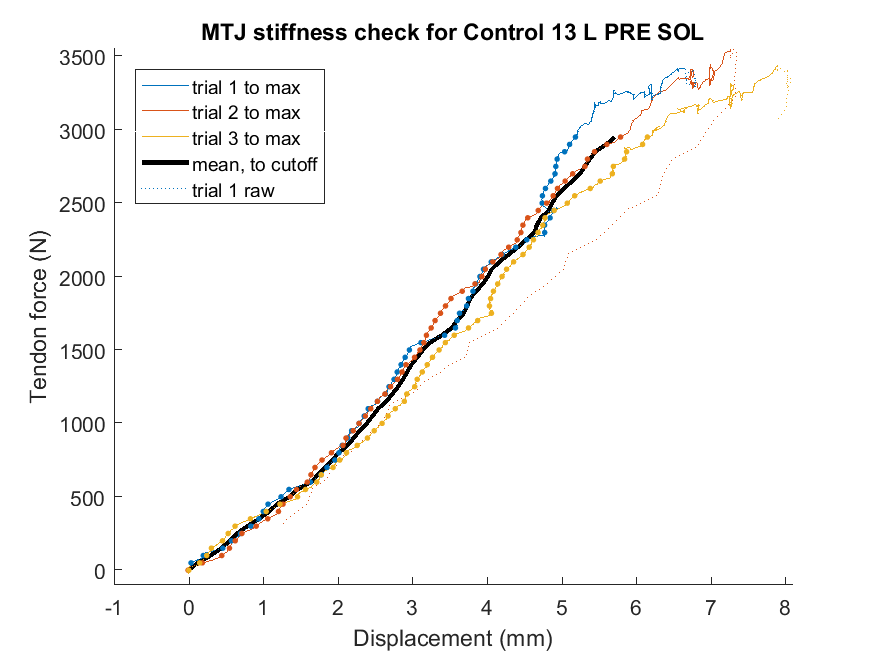 MTJ stiffness check for Control 13 L PRE SOL
3500
3000
2500
2000
1500
1000
500
0
Tendon force (N)
trial 1 to max
trial 2 to max
trial 3 to max
mean, to cutoff
trial 1 raw
-1 0 1 2 3 4 5 6 7 8
Displacement (mm)